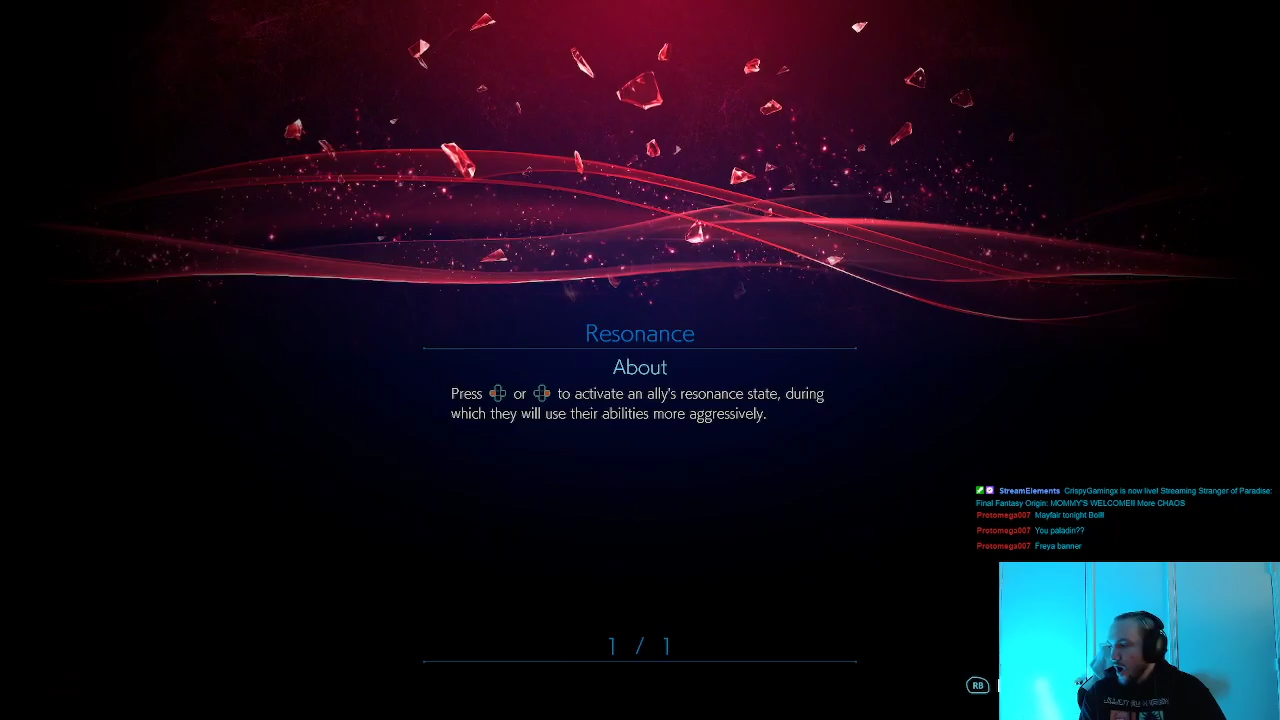 Resonance
About
Press or to activate an ally's resonance state, during
which they will use their abilities more aggressively.
StreamElements CrispyGamingx is now live! Streaming Stranger of Paradise:
Final Fantasy Origin: MOMMY'S WELCOME!! More CHAOS
Protomega007 Mayfair tonight Boi!!
Protomega007 You paladin??
Protomega007 Freya banner
1 / 1
RB